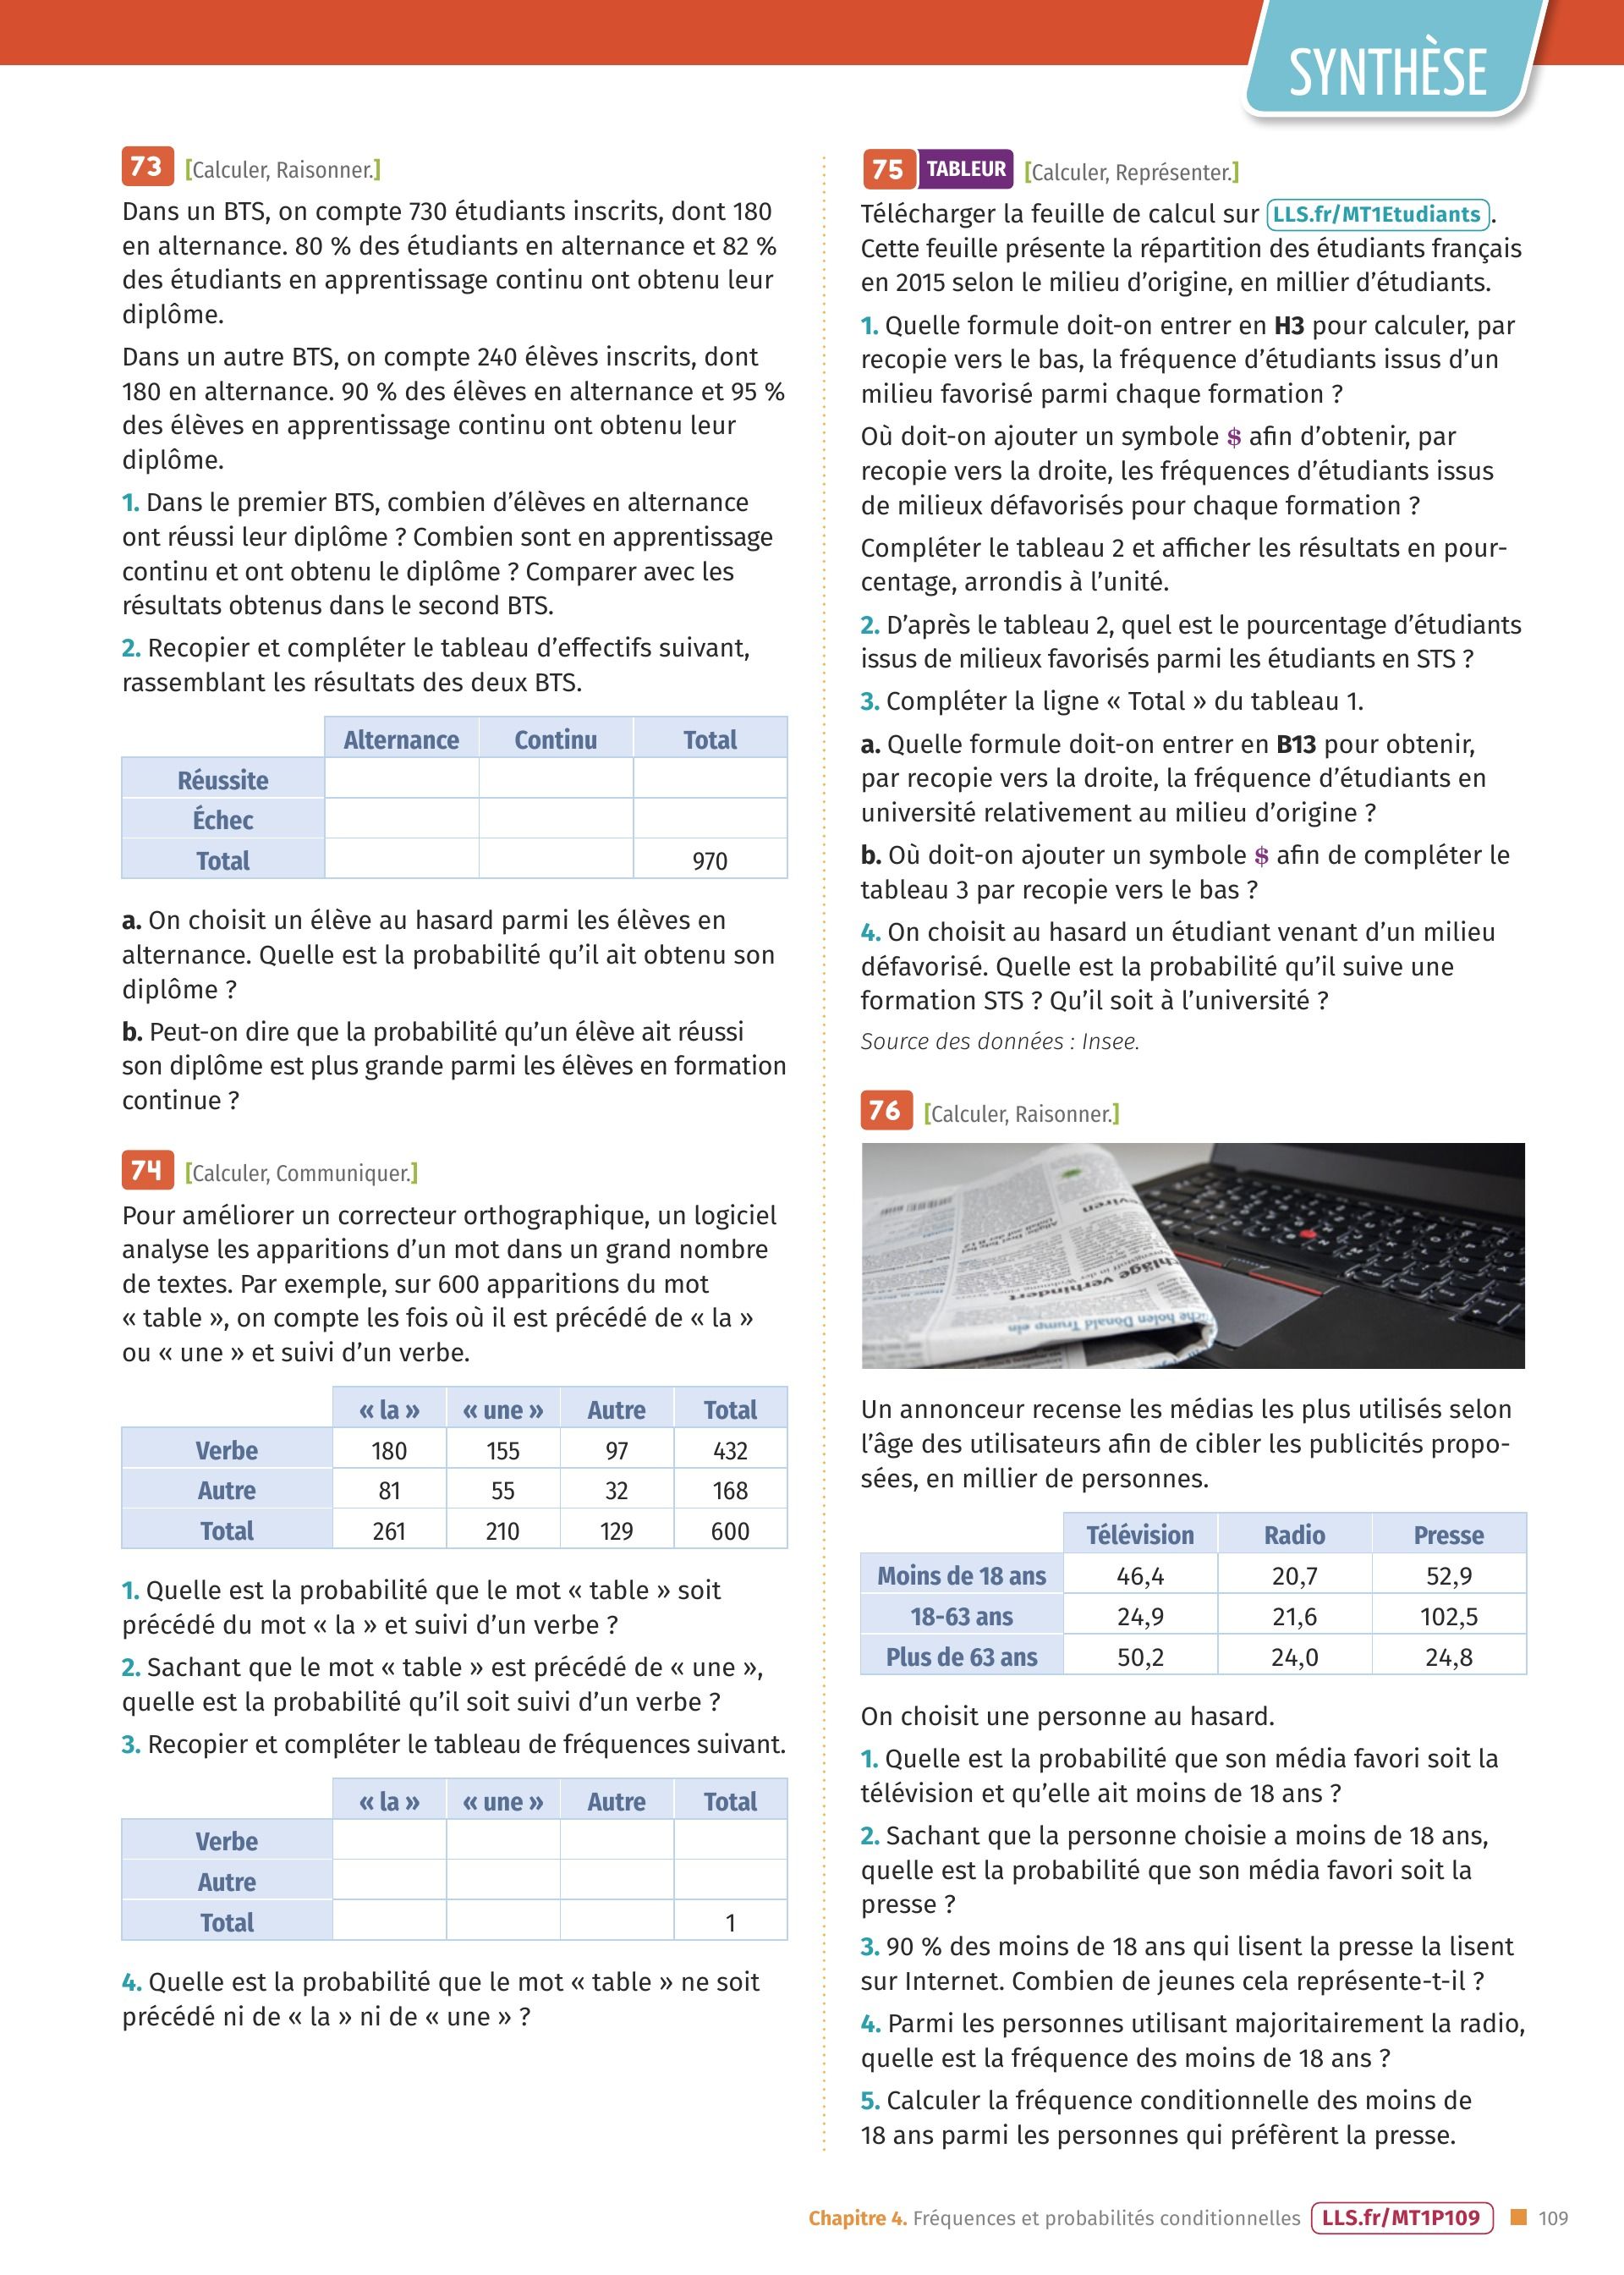 SYNTHÈSE
73 [Calculer, Raisonner.]
Dans un BTS, on compte 730 étudiants inscrits, dont 180
en alternance. 80 % des étudiants en alternance et 82 %
des étudiants en apprentissage continu ont obtenu leur
diplôme.
Dans un autre BTS, on compte 240 élèves inscrits, dont
180 en alternance. 90 % des élèves en alternance et 95 %
des élèves en apprentissage continu ont obtenu leur
diplôme.
1. Dans le premier BTS, combien d'élèves en alternance
ont réussi leur diplôme ? Combien sont en apprentissage
continu et ont obtenu le diplôme ? Comparer avec les
résultats obtenus dans le second BTS.
2. Recopier et compléter le tableau d'effectifs suivant,
rassemblant les résultats des deux BTS.
Alternance Continu Total
Réussite
Échec
Total 970
a. On choisit un élève au hasard parmi les élèves en
alternance. Quelle est la probabilité qu'il ait obtenu son
diplôme ?
b. Peut-on dire que la probabilité qu'un élève ait réussi
son diplôme est plus grande parmi les élèves en formation
continue ?
74 [Calculer, Communiquer.]
Pour améliorer un correcteur orthographique, un logiciel
analyse les apparitions d'un mot dans un grand nombre
de textes. Par exemple, sur 600 apparitions du mot
« table », on compte les fois où il est précédé de « la »
ou « une » et suivi d'un verbe.
« la » « une » Autre Total
Verbe 180 155 97 432
Autre 81 55 32 168
Total 261 210 129 600
1. Quelle est la probabilité que le mot « table » soit
précédé du mot « la » et suivi d'un verbe ?
2. Sachant que le mot « table » est précédé de « une »,
quelle est la probabilité qu'il soit suivi d'un verbe ?
3. Recopier et compléter le tableau de fréquences suivant.
« la » « une » Autre Total
Verbe
Autre
Total 1
4. Quelle est la probabilité que le mot « table » ne soit
précédé ni de « la » ni de « une » ?
75 TABLEUR [Calculer, Représenter.]
Télécharger la feuille de calcul sur LLS.fr/MT1Etudiants .
Cette feuille présente la répartition des étudiants français
en 2015 selon le milieu d'origine, en millier d'étudiants.
1. Quelle formule doit-on entrer en H3 pour calculer, par
recopie vers le bas, la fréquence d'étudiants issus d'un
milieu favorisé parmi chaque formation ?
Où doit-on ajouter un symbole $ afin d'obtenir, par
recopie vers la droite, les fréquences d'étudiants issus
de milieux défavorisés pour chaque formation ?
Compléter le tableau 2 et afficher les résultats en pour-
centage, arrondis à l'unité.
2. D'après le tableau 2, quel est le pourcentage d'étudiants
issus de milieux favorisés parmi les étudiants en STS ?
3. Compléter la ligne « Total » du tableau 1.
a. Quelle formule doit-on entrer en B13 pour obtenir,
par recopie vers la droite, la fréquence d'étudiants en
université relativement au milieu d'origine ?
b. Où doit-on ajouter un symbole $ afin de compléter le
tableau 3 par recopie vers le bas ?
4. On choisit au hasard un étudiant venant d'un milieu
défavorisé. Quelle est la probabilité qu'il suive une
formation STS ? Qu'il soit à l'université ?
Source des données : Insee.
76 [Calculer, Raisonner.]
Un annonceur recense les médias les plus utilisés selon
l'âge des utilisateurs afin de cibler les publicités propo-
sées, en millier de personnes.
Télévision Radio Presse
Moins de 18 ans 46,4 20,7 52,9
18-63 ans 24,9 21,6 102,5
Plus de 63 ans 50,2 24,0 24,8
On choisit une personne au hasard.
1. Quelle est la probabilité que son média favori soit la
télévision et qu'elle ait moins de 18 ans ?
2. Sachant que la personne choisie a moins de 18 ans,
quelle est la probabilité que son média favori soit la
presse ?
3. 90 % des moins de 18 ans qui lisent la presse la lisent
sur Internet. Combien de jeunes cela représente-t-il ?
4. Parmi les personnes utilisant majoritairement la radio,
quelle est la fréquence des moins de 18 ans ?
5. Calculer la fréquence conditionnelle des moins de
18 ans parmi les personnes qui préfèrent la presse.
Chapitre 4. Fréquences et probabilités conditionnelles LLS.fr/MT1P109 109